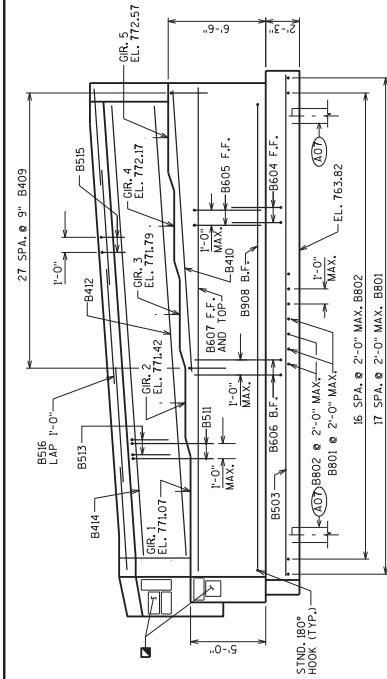 27 SPA. @ 9" B409
1'-0"
B515
B516
LAP 1'-0"
B513
B412
B414
GIR. 1
EL. 771.07
GIR. 2
EL. 771.42
GIR. 3
EL. 771.79
GIR. 4
EL. 772.17
GIR. 5
EL. 772.57
6'-6"
2'-3"
5'-0"
B511
1'-0"
MAX.
B410
B607 F.F.
AND TOP
1'-0"
MAX.
B605 F.F.
1'-0"
MAX.
B604 F.F.
B908 B.F.
B606 B.F.
B503
1'-0"
MAX.
EL. 763.82
A07
A07
B802 @ 2'-0" MAX.
B801 @ 2'-0" MAX.
16 SPA. @ 2'-0" MAX. B802
17 SPA. @ 2'-0" MAX. B801
STND. 180°
HOOK (TYP.)